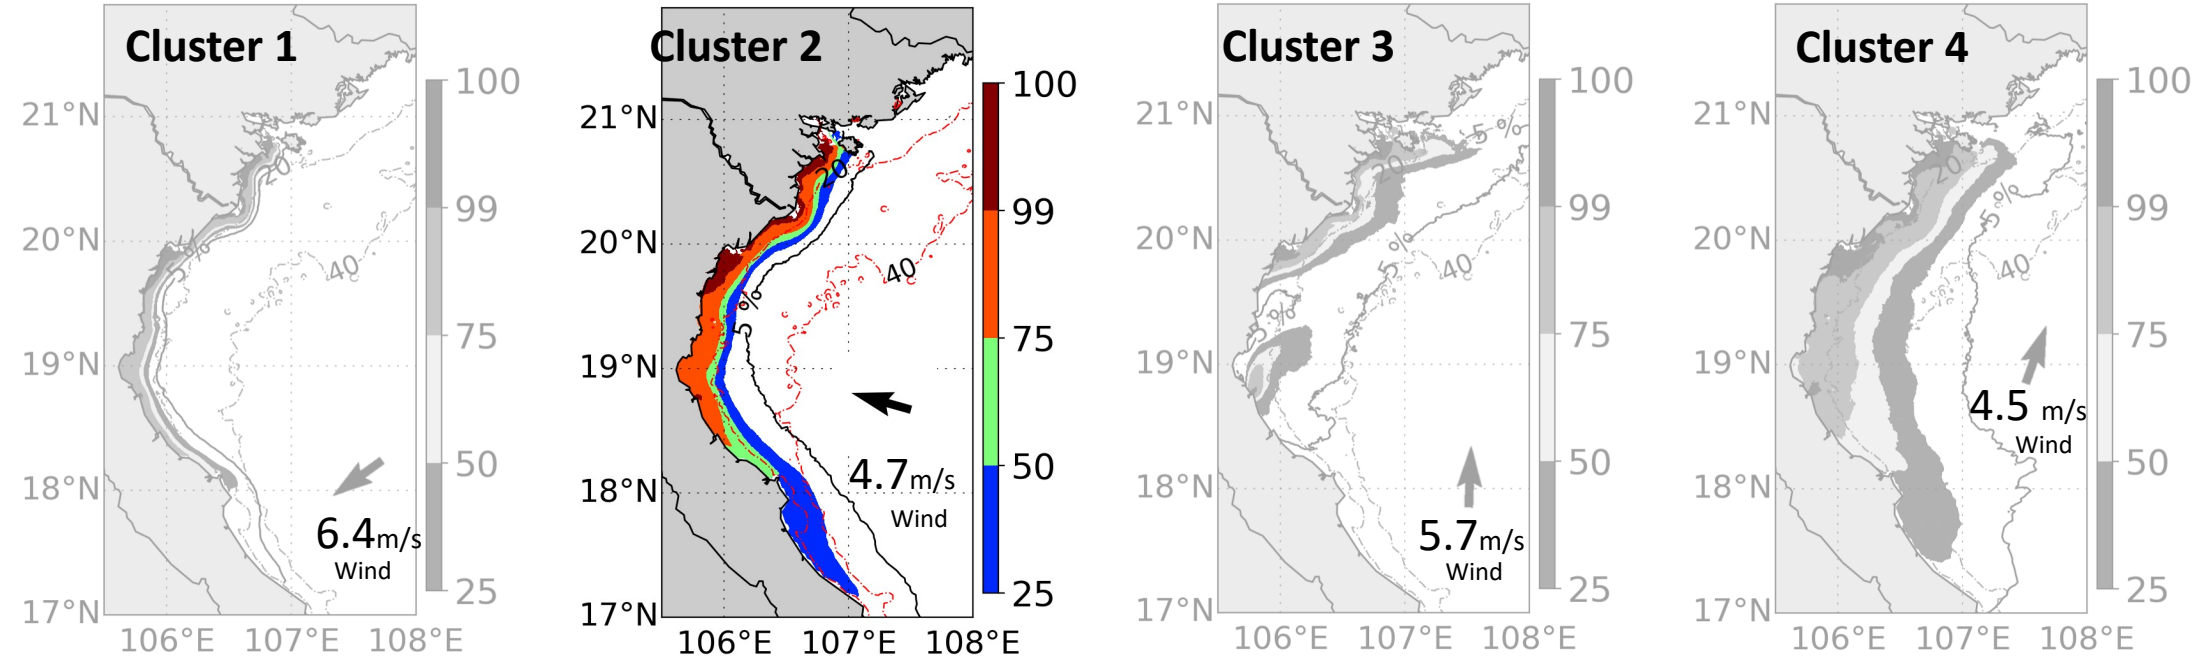 Cluster 1
21°N
20°N
19°N
18°N
17°N
106°E 107°E 108°E
20
5%
40
6.4m/s
Wind
100
99
75
50
25
Cluster 2
21°N
20°N
19°N
18°N
17°N
106°E 107°E 108°E
20
5%
40
4.7m/s
Wind
100
99
75
50
25
Cluster 3
21°N
20°N
19°N
18°N
17°N
106°E 107°E 108°E
5%
20
5%
40
5%
5.7m/s
Wind
100
99
75
50
25
Cluster 4
21°N
20°N
19°N
18°N
17°N
106°E 107°E 108°E
20
5%
40
4.5 m/s
Wind
100
99
75
50
25